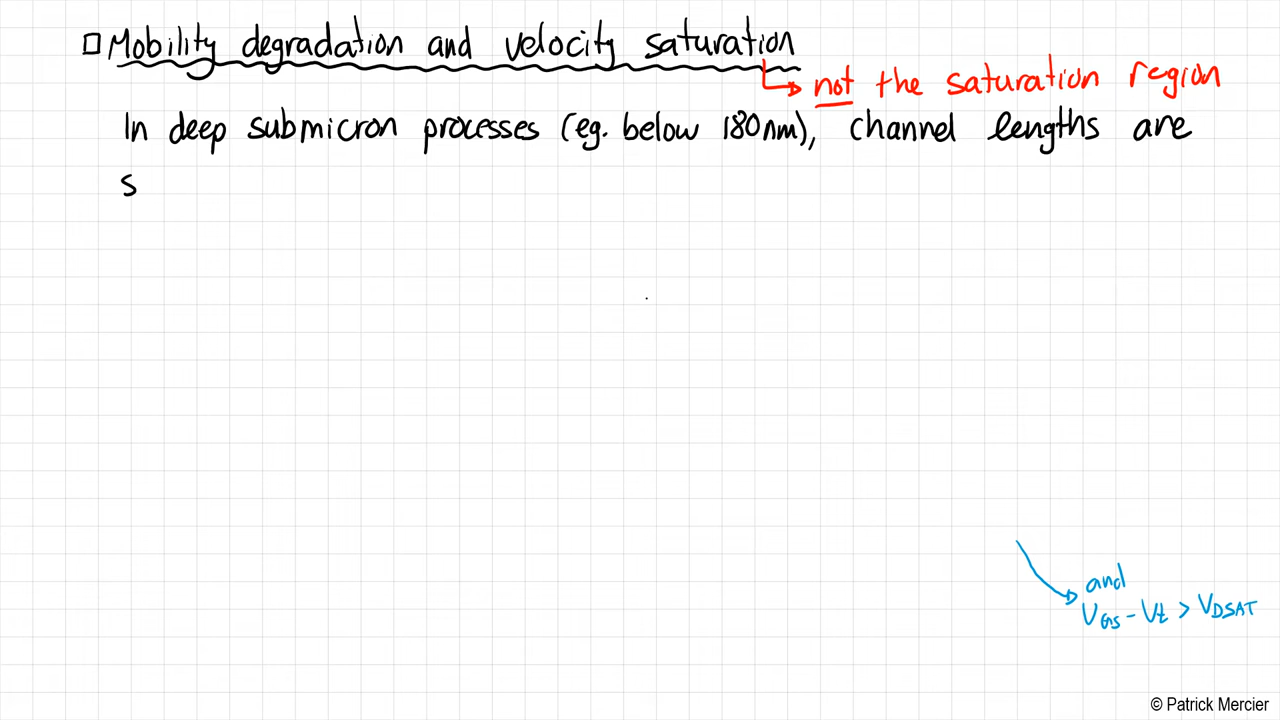 Mobility degradation and velocity saturation
not the saturation region
In deep submicron processes (eg. below 180nm), channel lengths are
s
and
VGS - Vt > VDSAT
© Patrick Mercier